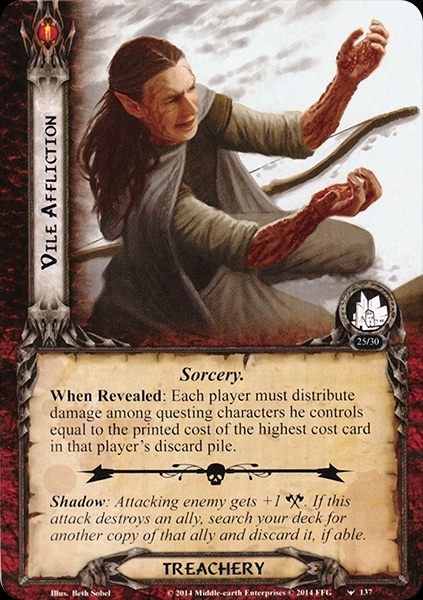 VILE AFFLICTION
25/30
Sorcery.
When Revealed: Each player must distribute
damage among questing characters he controls
equal to the printed cost of the highest cost card
in that player's discard pile.
Shadow: Attacking enemy gets +1 . If this
attack destroys an ally, search your deck for
another copy of that ally and discard it, if able.
TREACHERY
Illus. Beth Sobel © 2014 Middle-earth Enterprises © 2014 FFG 137